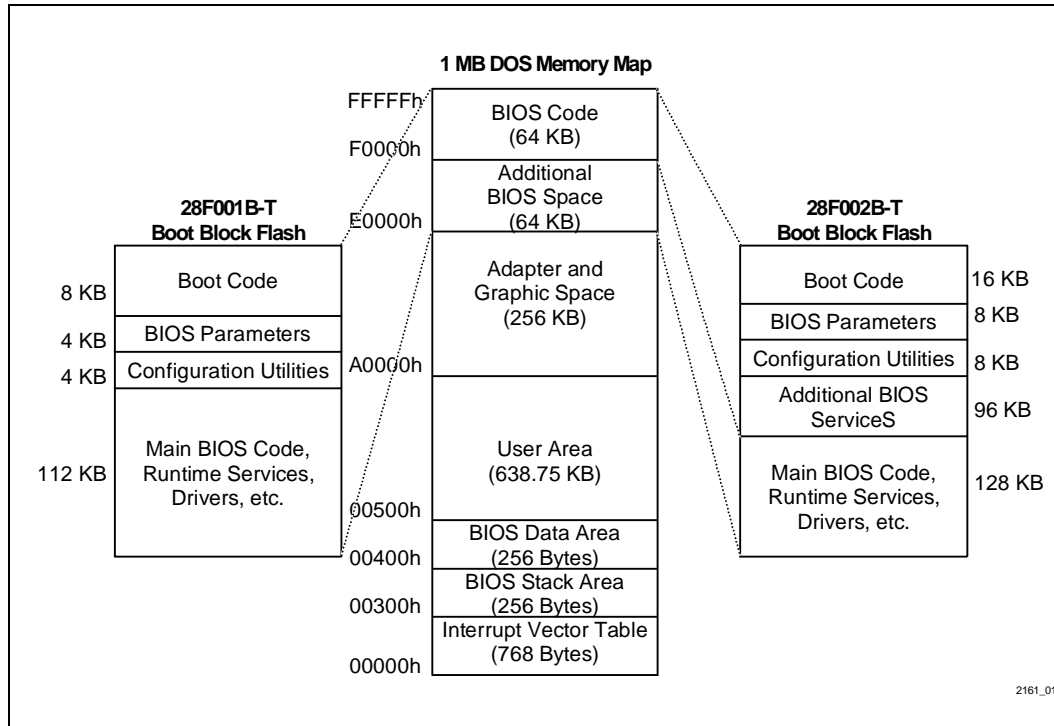 1 MB DOS Memory Map
FFFFFh
BIOS Code
(64 KB)
F0000h
Additional
BIOS Space
(64 KB)
E0000h
Adapter and
Graphic Space
(256 KB)
A0000h
User Area
(638.75 KB)
00500h
BIOS Data Area
(256 Bytes)
00400h
BIOS Stack Area
(256 Bytes)
00300h
Interrupt Vector Table
(768 Bytes)
00000h
28F001B-T
Boot Block Flash
Boot Code
8 KB
BIOS Parameters
4 KB
Configuration Utilities
4 KB
Main BIOS Code,
Runtime Services,
Drivers, etc.
112 KB
28F002B-T
Boot Block Flash
Boot Code
16 KB
BIOS Parameters
8 KB
Configuration Utilities
8 KB
Additional BIOS
ServiceS
96 KB
Main BIOS Code,
Runtime Services,
Drivers, etc.
128 KB
2161_01